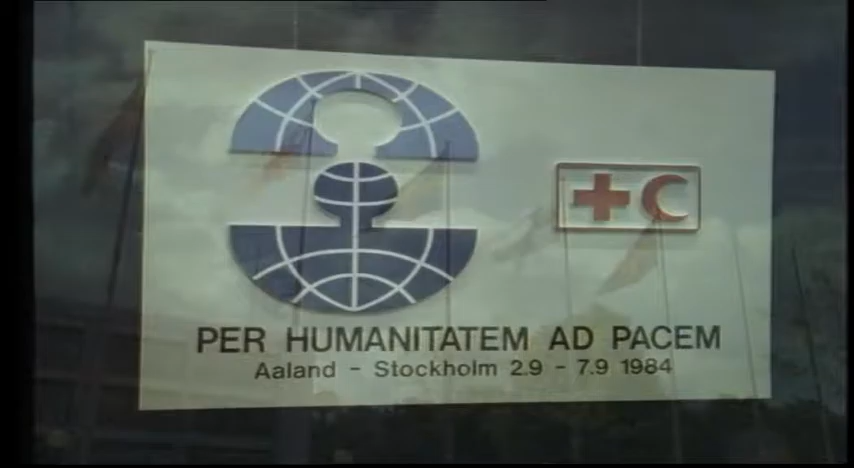 PER HUMANITATEM AD PACEM
Aaland - Stockholm 2.9 - 7.9 1984